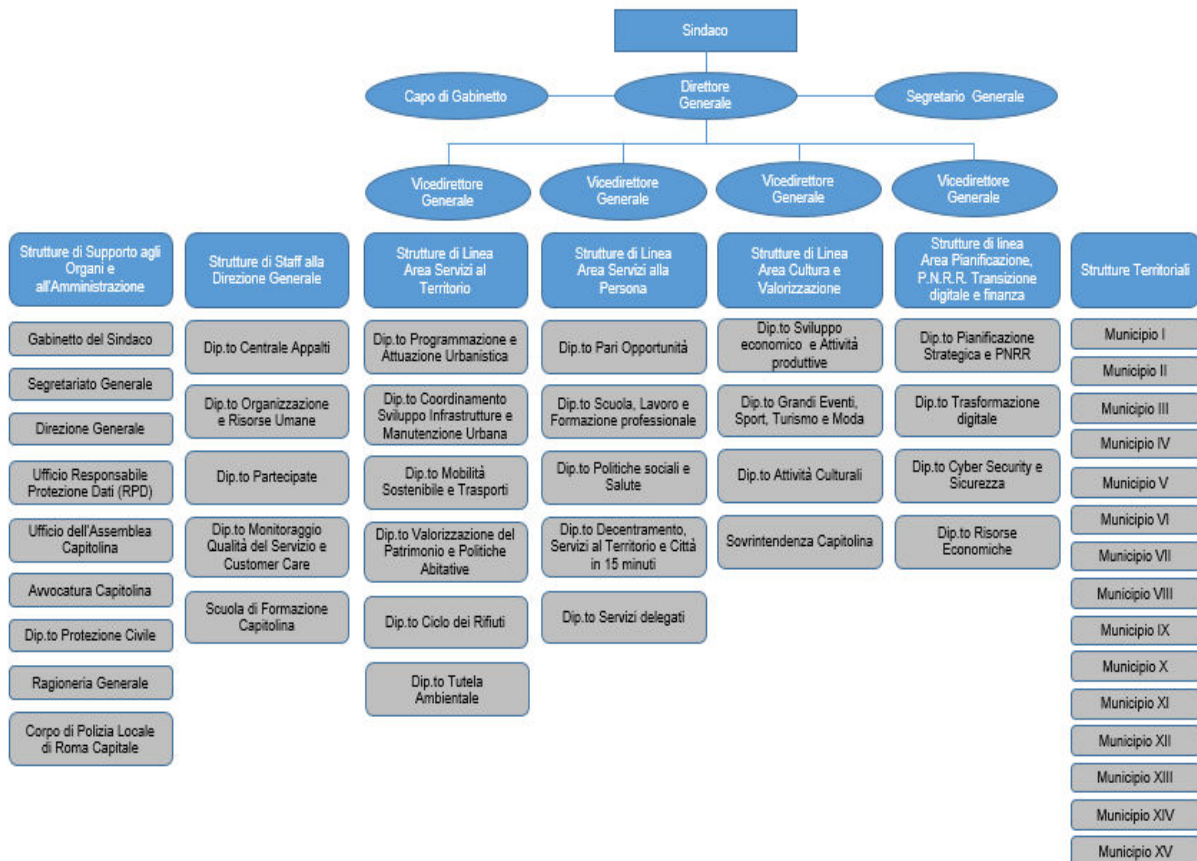 Sindaco
Capo di Gabinetto
Direttore
Generale
Segretario Generale
Vicedirettore
Generale
Vicedirettore
Generale
Vicedirettore
Generale
Vicedirettore
Generale
Strutture di Supporto agli
Organi e
all'Amministrazione
Gabinetto del Sindaco
Segretariato Generale
Direzione Generale
Ufficio Responsabile
Protezione Dati (RPD)
Ufficio dell'Assemblea
Capitolina
Avvocatura Capitolina
Dip.to Protezione Civile
Ragioneria Generale
Corpo di Polizia Locale
di Roma Capitale
Strutture di Staff alla
Direzione Generale
Dip.to Centrale Appalti
Dip.to Organizzazione
e Risorse Umane
Dip.to Partecipate
Dip.to Monitoraggio
Qualità del Servizio e
Customer Care
Scuola di Formazione
Capitolina
Strutture di Linea
Area Servizi al
Territorio
Dip.to Programmazione e
Attuazione Urbanistica
Dip.to Coordinamento
Sviluppo Infrastrutture e
Manutenzione Urbana
Dip.to Mobilità
Sostenibile e Trasporti
Dip.to Valorizzazione del
Patrimonio e Politiche
Abitative
Dip.to Ciclo dei Rifiuti
Dip.to Tutela
Ambientale
Strutture di Linea
Area Servizi alla
Persona
Dip.to Pari Opportunità
Dip.to Scuola, Lavoro e
Formazione professionale
Dip.to Politiche sociali e
Salute
Dip.to Decentramento,
Servizi al Territorio e Città
in 15 minuti
Dip.to Servizi delegati
Strutture di Linea
Area Cultura e
Valorizzazione
Dip.to Sviluppo
economico e Attività
produttive
Dip.to Grandi Eventi,
Sport, Turismo e Moda
Dip.to Attività Culturali
Sovrintendenza Capitolina
Strutture di linea
Area Pianificazione,
P.N.R.R. Transizione
digitale e finanza
Dip.to Pianificazione
Strategica e PNRR
Dip.to Trasformazione
digitale
Dip.to Cyber Security e
Sicurezza
Dip.to Risorse
Economiche
Strutture Territoriali
Municipio I
Municipio II
Municipio III
Municipio IV
Municipio V
Municipio VI
Municipio VII
Municipio VIII
Municipio IX
Municipio X
Municipio XI
Municipio XII
Municipio XIII
Municipio XIV
Municipio XV